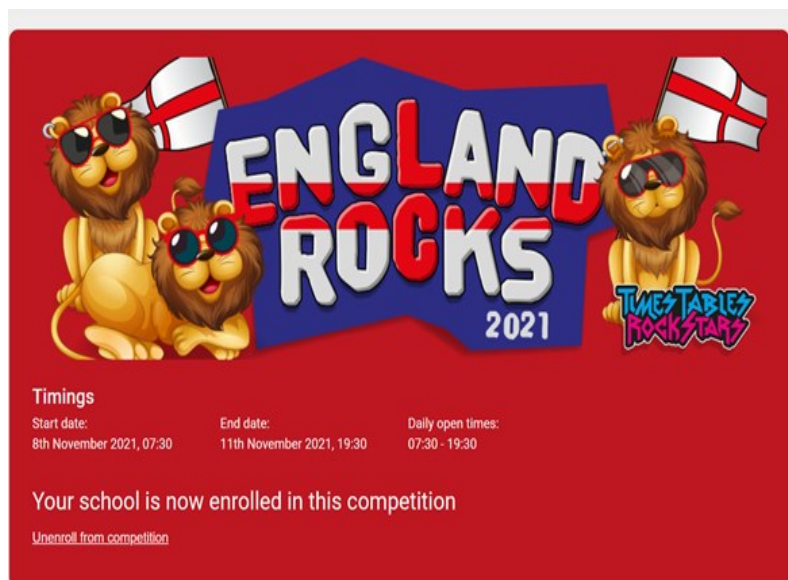 ENGLAND
ROCKS
2021
TIMES TABLES
ROCK STARS
Timings
Start date:
End date:
Daily open times:
8th November 2021, 07:30
11th November 2021, 19:30
07:30 - 19:30
Your school is now enrolled in this competition
Unenroll from competition